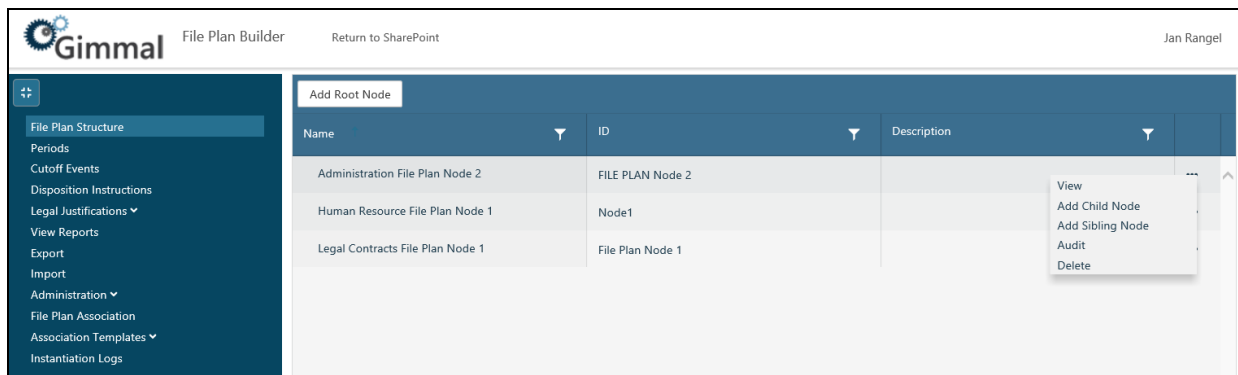 Gimmal File Plan Builder Return to SharePoint Jan Rangel
Add Root Node
File Plan Structure
Periods
Cutoff Events
Disposition Instructions
Legal Justifications
View Reports
Export
Import
Administration
File Plan Association
Association Templates
Instantiation Logs
Name ID Description
Administration File Plan Node 2 FILE PLAN Node 2
Human Resource File Plan Node 1 Node1
Legal Contracts File Plan Node 1 File Plan Node 1
View
Add Child Node
Add Sibling Node
Audit
Delete